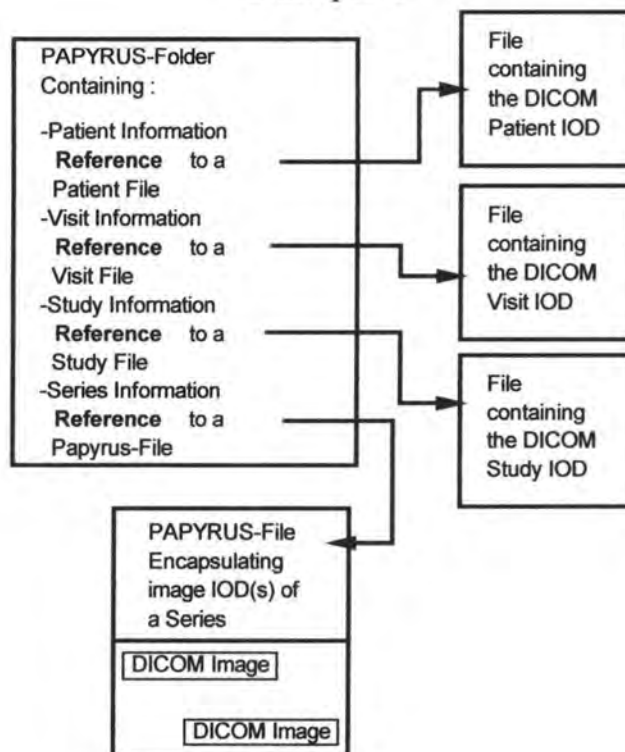 PAPYRUS-Folder
Containing :
-Patient Information
Reference to a
Patient File
-Visit Information
Reference to a
Visit File
-Study Information
Reference to a
Study File
-Series Information
Reference to a
Papyrus-File
File
containing
the DICOM
Patient IOD
File
containing
the DICOM
Visit IOD
File
containing
the DICOM
Study IOD
PAPYRUS-File
Encapsulating
image IOD(s) of
a Series
DICOM Image
DICOM Image